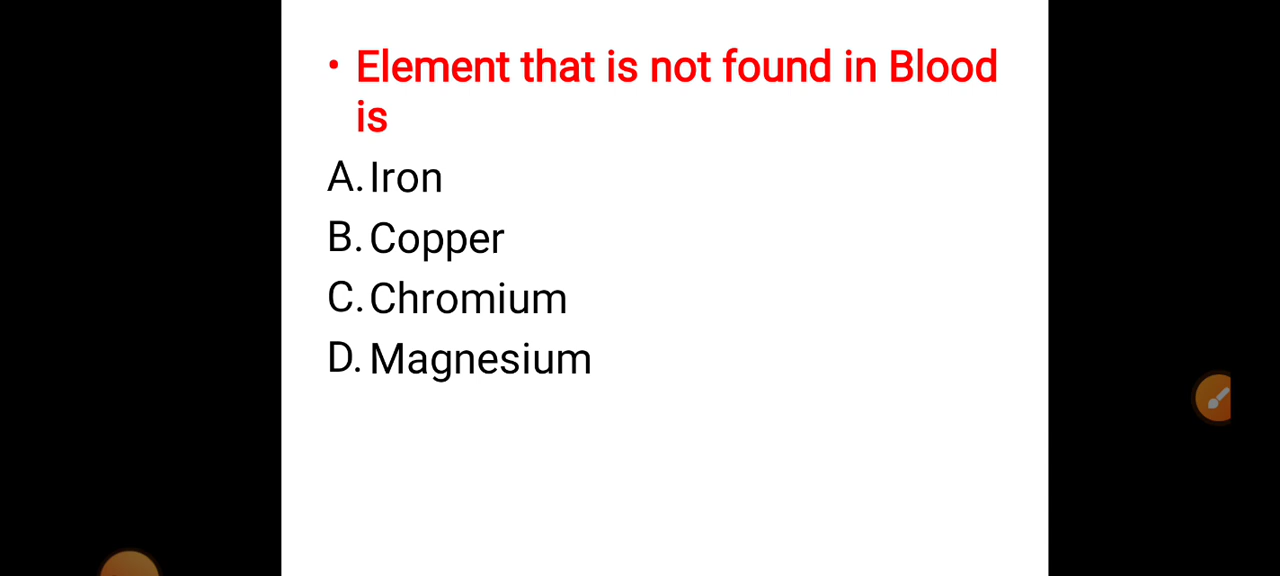 • Element that is not found in Blood
is
A. Iron
B. Copper
C. Chromium
D. Magnesium